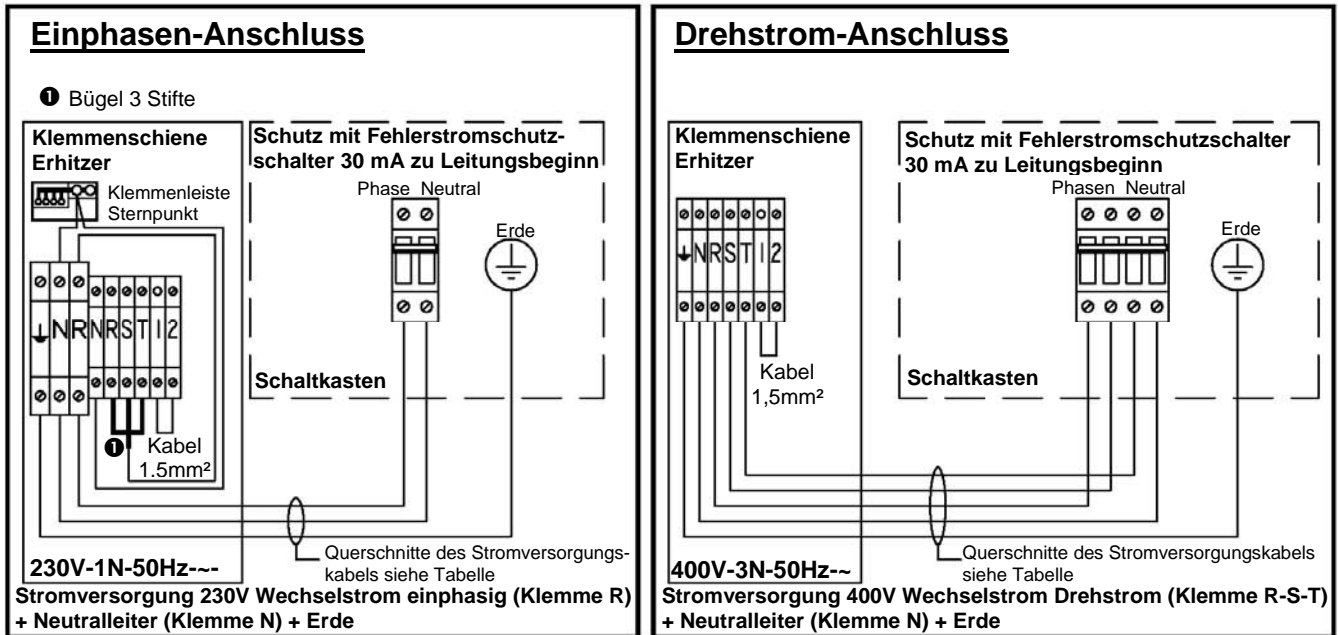 Einphasen-Anschluss
❶ Bügel 3 Stifte
Klemmenschiene
Erhitzer
Klemmenleiste
Sternpunkt
Schutz mit Fehlerstromschutz-
schalter 30 mA zu Leitungsbeginn
Phase Neutral
Erde
N R N R S T 1 2
Schaltkasten
❶ Kabel
1.5mm²
Querschnitte des Stromversorgungs-
kabels siehe Tabelle
230V-1N-50Hz-~-
Stromversorgung 230V Wechselstrom einphasig (Klemme R)
+ Neutralleiter (Klemme N) + Erde
Drehstrom-Anschluss
Klemmenschiene
Erhitzer
Schutz mit Fehlerstromschutzschalter
30 mA zu Leitungsbeginn
Phasen Neutral
Erde
N R S T 1 2
Kabel
1,5mm²
Schaltkasten
Querschnitte des Stromversorgungskabels
siehe Tabelle
400V-3N-50Hz-~
Stromversorgung 400V Wechselstrom Drehstrom (Klemme R-S-T)
+ Neutralleiter (Klemme N) + Erde